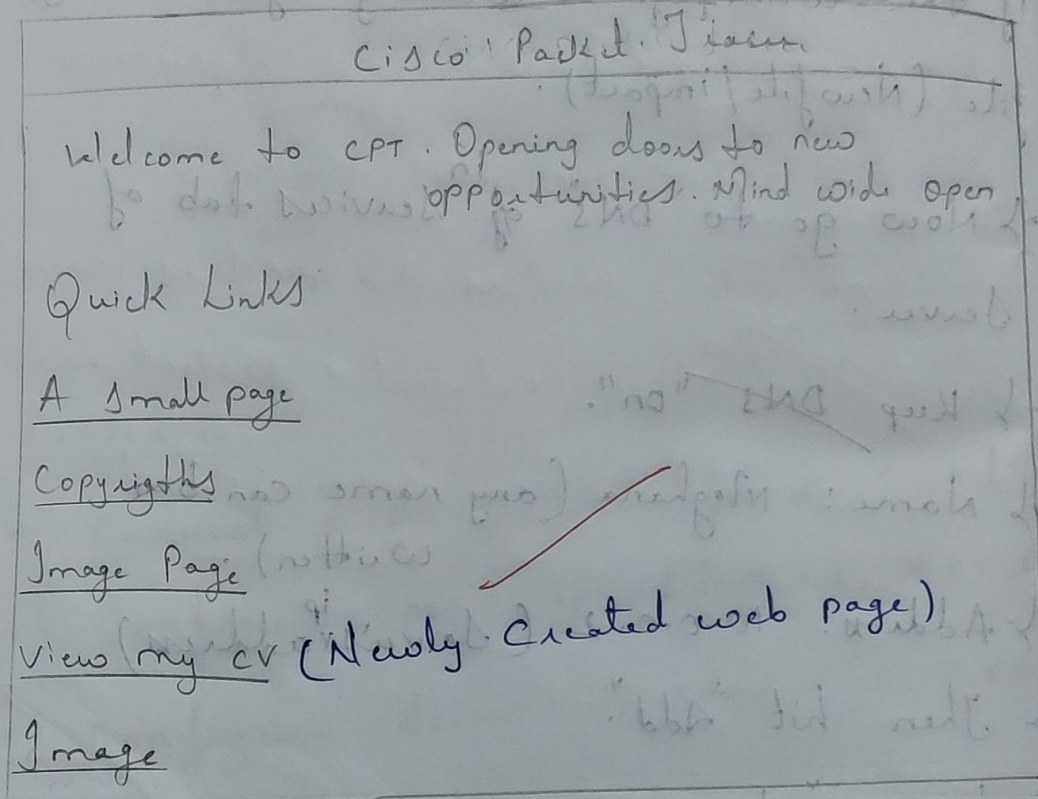 Cisco Packet Tracer
Welcome to CPT. Opening doors to new
opportunities. Mind wide open
Quick Links
A small page
Copyrigths
Image Page
View my CV (Newly Created web page)
Image